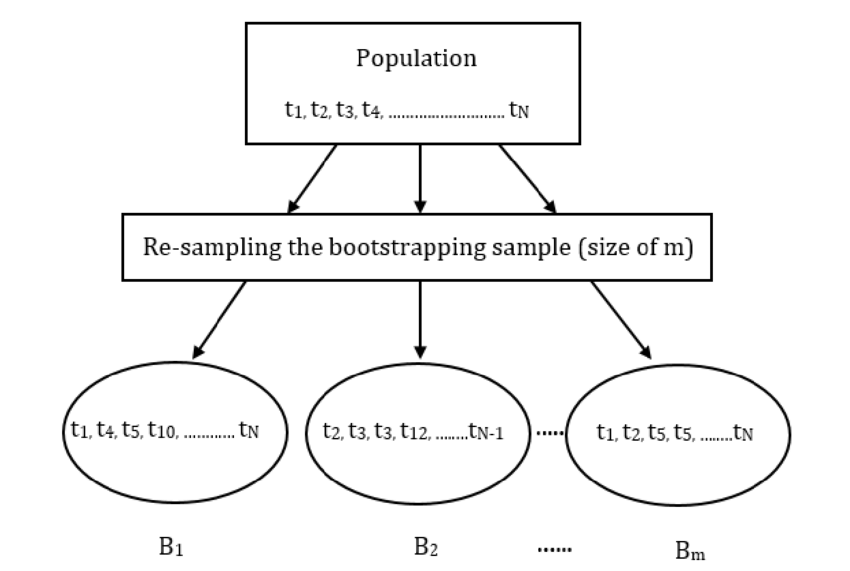 Population
t1, t2, t3, t4, ........................... tN
Re-sampling the bootstrapping sample (size of m)
t1, t4, t5, t10, ............ tN
t2, t3, t3, t12, ........tN-1
.....
t1, t2, t5, t5, ........tN
B1
B2
......
Bm